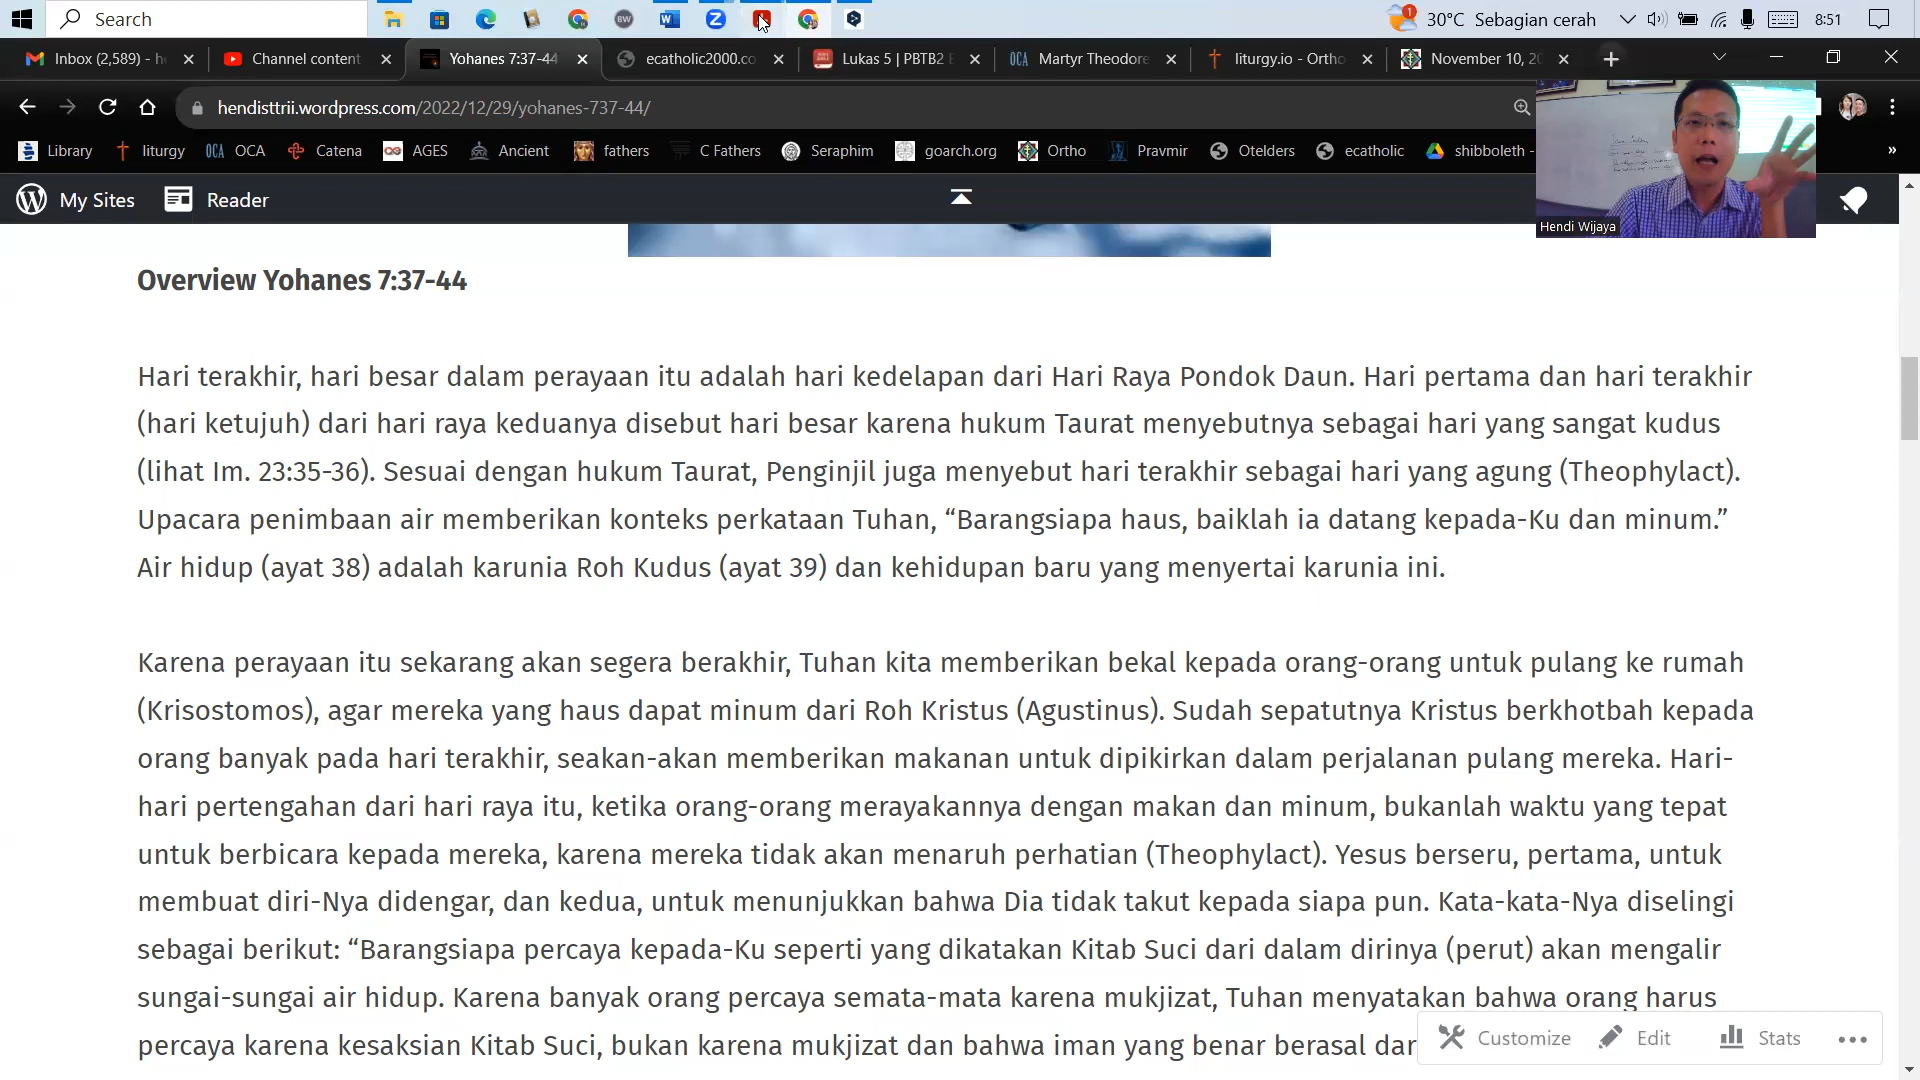 Search
30°C Sebagian cerah
8:51
Inbox (2,589) - h
Channel content
Yohanes 7:37-44
ecatholic2000.co
Lukas 5 | PBTB2
OCA Martyr Theodore
liturgy.io - Ortho
November 10, 20
hendisttrii.wordpress.com/2022/12/29/yohanes-737-44/
Library
liturgy
OCA OCA
Catena
AGES
Ancient
fathers
C Fathers
Seraphim
goarch.org
Ortho
Pravmir
Otelders
ecatholic
shibboleth -
My Sites
Reader
Hendi Wijaya
Overview Yohanes 7:37-44
Hari terakhir, hari besar dalam perayaan itu adalah hari kedelapan dari Hari Raya Pondok Daun. Hari pertama dan hari terakhir
(hari ketujuh) dari hari raya keduanya disebut hari besar karena hukum Taurat menyebutnya sebagai hari yang sangat kudus
(lihat Im. 23:35-36). Sesuai dengan hukum Taurat, Penginjil juga menyebut hari terakhir sebagai hari yang agung (Theophylact).
Upacara penimbaan air memberikan konteks perkataan Tuhan, “Barangsiapa haus, baiklah ia datang kepada-Ku dan minum.”
Air hidup (ayat 38) adalah karunia Roh Kudus (ayat 39) dan kehidupan baru yang menyertai karunia ini.
Karena perayaan itu sekarang akan segera berakhir, Tuhan kita memberikan bekal kepada orang-orang untuk pulang ke rumah
(Krisostomos), agar mereka yang haus dapat minum dari Roh Kristus (Agustinus). Sudah sepatutnya Kristus berkhotbah kepada
orang banyak pada hari terakhir, seakan-akan memberikan makanan untuk dipikirkan dalam perjalanan pulang mereka. Hari-
hari pertengahan dari hari raya itu, ketika orang-orang merayakannya dengan makan dan minum, bukanlah waktu yang tepat
untuk berbicara kepada mereka, karena mereka tidak akan menaruh perhatian (Theophylact). Yesus berseru, pertama, untuk
membuat diri-Nya didengar, dan kedua, untuk menunjukkan bahwa Dia tidak takut kepada siapa pun. Kata-kata-Nya diselingi
sebagai berikut: “Barangsiapa percaya kepada-Ku seperti yang dikatakan Kitab Suci dari dalam dirinya (perut) akan mengalir
sungai-sungai air hidup. Karena banyak orang percaya semata-mata karena mukjizat, Tuhan menyatakan bahwa orang harus
percaya karena kesaksian Kitab Suci, bukan karena mukjizat dan bahwa iman yang benar berasal dar
Customize
Edit
Stats